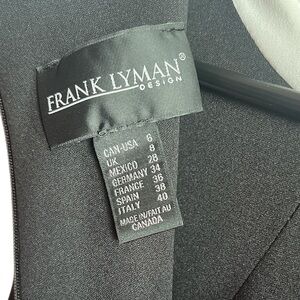 FRANK LYMAN®
DESIGN
CAN-USA 6
UK 8
MEXICO 28
GERMANY 34
FRANCE 36
SPAIN 38
ITALY 40
MADE IN/FAIT AU
CANADA